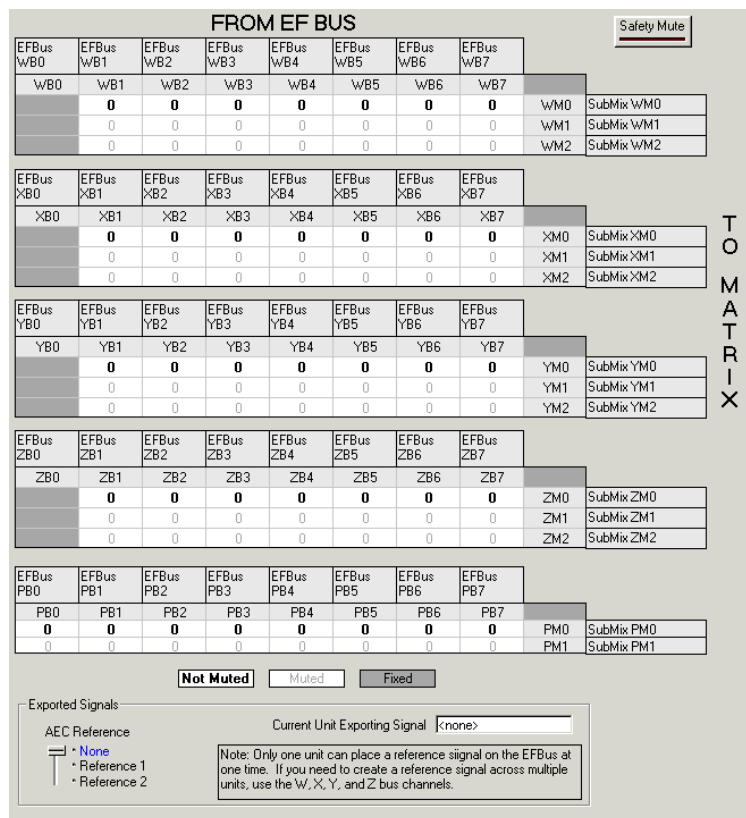 FROM EF BUS
Safety Mute
EFBus WB0 EFBus WB1 EFBus WB2 EFBus WB3 EFBus WB4 EFBus WB5 EFBus WB6 EFBus WB7
WB0 WB1 WB2 WB3 WB4 WB5 WB6 WB7
0 0 0 0 0 0 0 WM0 SubMix WM0
0 0 0 0 0 0 0 WM1 SubMix WM1
0 0 0 0 0 0 0 WM2 SubMix WM2
EFBus XB0 EFBus XB1 EFBus XB2 EFBus XB3 EFBus XB4 EFBus XB5 EFBus XB6 EFBus XB7
XB0 XB1 XB2 XB3 XB4 XB5 XB6 XB7
0 0 0 0 0 0 0 XM0 SubMix XM0
0 0 0 0 0 0 0 XM1 SubMix XM1
0 0 0 0 0 0 0 XM2 SubMix XM2
EFBus YB0 EFBus YB1 EFBus YB2 EFBus YB3 EFBus YB4 EFBus YB5 EFBus YB6 EFBus YB7
YB0 YB1 YB2 YB3 YB4 YB5 YB6 YB7
0 0 0 0 0 0 0 YM0 SubMix YM0
0 0 0 0 0 0 0 YM1 SubMix YM1
0 0 0 0 0 0 0 YM2 SubMix YM2
EFBus ZB0 EFBus ZB1 EFBus ZB2 EFBus ZB3 EFBus ZB4 EFBus ZB5 EFBus ZB6 EFBus ZB7
ZB0 ZB1 ZB2 ZB3 ZB4 ZB5 ZB6 ZB7
0 0 0 0 0 0 0 ZM0 SubMix ZM0
0 0 0 0 0 0 0 ZM1 SubMix ZM1
0 0 0 0 0 0 0 ZM2 SubMix ZM2
EFBus PB0 EFBus PB1 EFBus PB2 EFBus PB3 EFBus PB4 EFBus PB5 EFBus PB6 EFBus PB7
PB0 PB1 PB2 PB3 PB4 PB5 PB6 PB7
0 0 0 0 0 0 0 0 PM0 SubMix PM0
0 0 0 0 0 0 0 0 PM1 SubMix PM1
TO MATRIX
Not Muted Muted Fixed
Exported Signals
AEC Reference
None
Reference 1
Reference 2
Current Unit Exporting Signal <none>
Note: Only one unit can place a reference siignal on the EFBus at
one time. If you need to create a reference signal across multiple
units, use the W, X, Y, and Z bus channels.